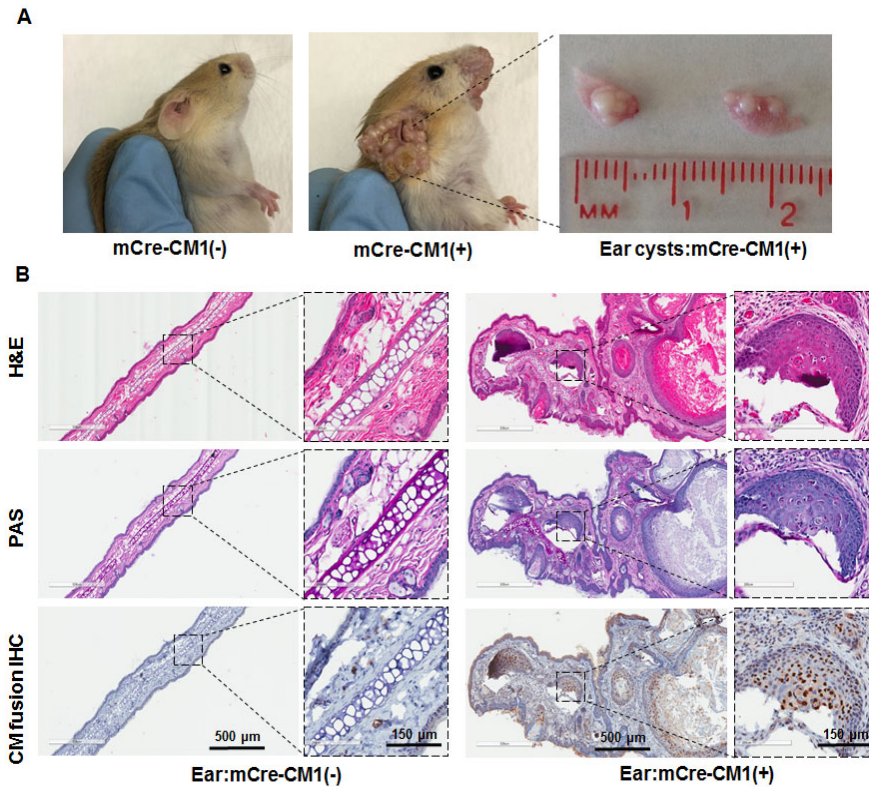 A
mCre-CM1(-)
mCre-CM1(+)
MM 1 2
Ear cysts:mCre-CM1(+)
B
H&E
PAS
CM fusion IHC
500 µm
150 µm
500 µm
150 µm
Ear:mCre-CM1(-)
Ear:mCre-CM1(+)